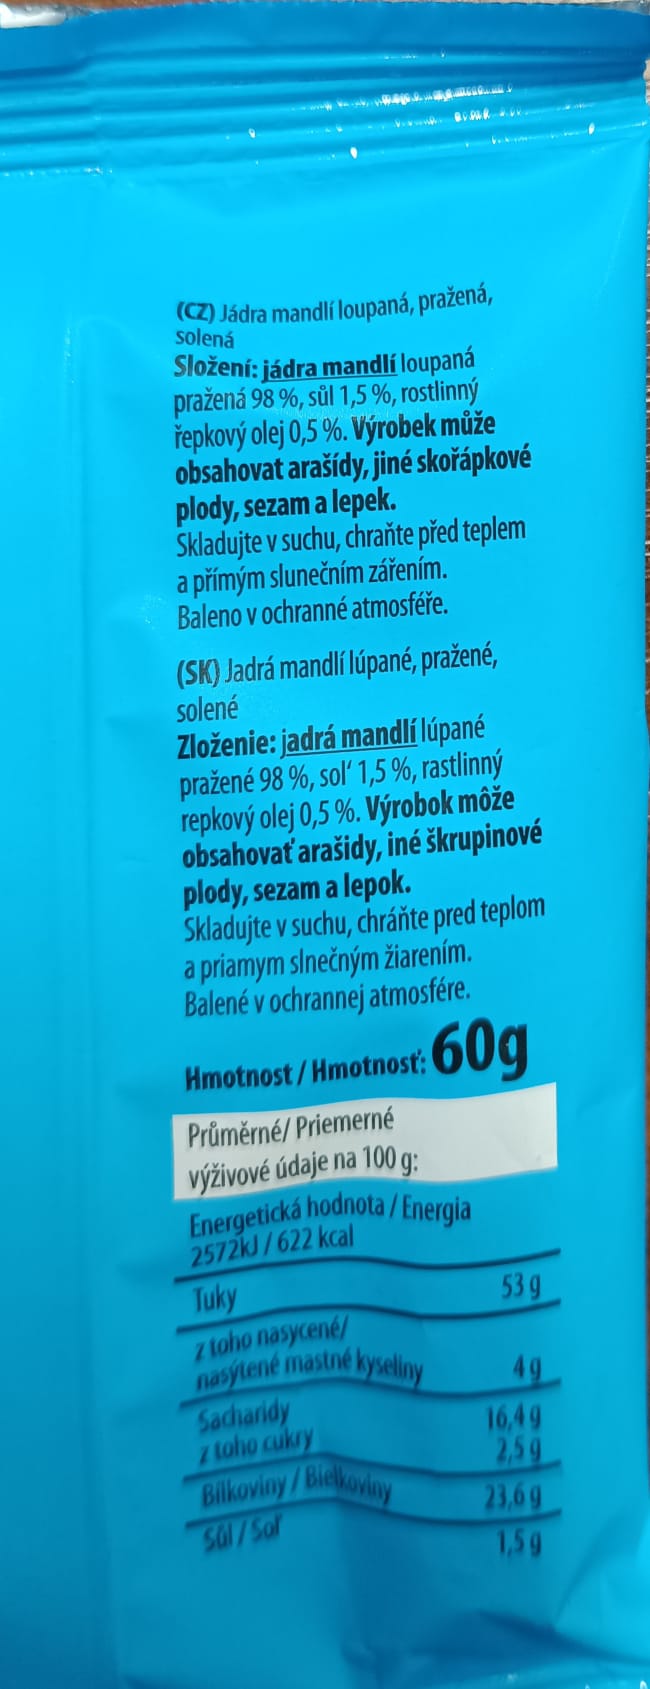 (CZ) Jádra mandlí loupaná, pražená,
solená
Složení: jádra mandlí loupaná
pražená 98 %, sůl 1,5 %, rostlinný
řepkový olej 0,5 %. Výrobek může
obsahovat arašídy, jiné skořápkové
plody, sezam a lepek.
Skladujte v suchu, chraňte před teplem
a přímým slunečním zářením.
Baleno v ochranné atmosféře.
(SK) Jadrá mandlí lúpané, pražené,
solené
Zloženie: jadrá mandlí lúpané
pražené 98 %, sol‘ 1,5 %, rastlinný
repkový olej 0,5 %. Výrobok môže
obsahovať arašidy, iné škrupinové
plody, sezam a lepok.
Skladujte v suchu, chráňte pred teplom
a priamym slnečným žiarením.
Balené v ochrannej atmosfére.
Hmotnost / Hmotnosť: 60g
Průměrné/ Priemerné
výživové údaje na 100 g:
Energetická hodnota / Energia
2572kJ / 622 kcal
Tuky 53 g
z toho nasycené/
nasýtené mastné kyseliny 4 g
Sacharidy 16,4 g
z toho cukry 2,5 g
Bílkoviny / Bielkoviny 23,6 g
Sůl / Soľ 1,5 g